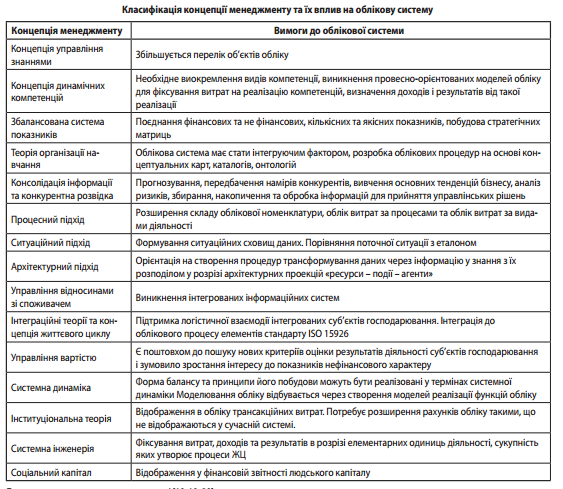 Класифікація концепції менеджменту та їх вплив на облікову систему
Концепція менеджменту
Вимоги до облікової системи
Концепція управління
знаннями
Збільшується перелік об'єктів обліку
Концепція динамічних
компетенцій
Необхідне виокремлення видів компетенції, виникнення провесно-орієнтованих моделей обліку
для фіксування витрат на реалізацію компетенцій, визначення доходів і результатів від такої
реалізації
Збалансована система
показників
Поєднання фінансових та не фінансових, кількісних та якісних показників, побудова стратегічних
матриць
Теорія організації на-
вчання
Облікова система має стати інтегруючим фактором, розробка облікових процедур на основі кон-
цептуальних карт, каталогів, онтологій
Консолідація інформації
та конкурентна розвідка
Прогнозування, передбачення намірів конкурентів, вивчення основних тенденцій бізнесу, аналіз
ризиків, збирання, накопичення та обробка інформацій для прийняття управлінських рішень
Процесний підхід
Розширення складу облікової номенклатури, облік витрат за процесами та облік витрат за вида-
ми діяльності
Ситуаційний підхід
Формування ситуаційних сховищ даних. Порівняння поточної ситуації з еталоном
Архітектурний підхід
Орієнтація на створення процедур трансформування даних через інформацію у знання з їх
розподілом у розрізі архітектурних проекцій «ресурси – події – агенти»
Управління відносинами
зі споживачем
Виникнення інтегрованих інформаційних систем
Інтеграційні теорії та кон-
цепція життєвого циклу
Підтримка логістичної взаємодії інтегрованих суб'єктів господарювання. Інтеграція до
облікового процесу елементів стандарту ISO 15926
Управління вартістю
Є поштовхом до пошуку нових критеріїв оцінки результатів діяльності суб'єктів господарювання
і зумовило зростання інтересу до показників нефінансового характеру
Системна динаміка
Форма балансу та принципи його побудови можуть бути реалізовані у термінах системної
динаміки Моделювання обліку відбувається через створення моделей реалізації функцій обліку
Інституціональна теорія
Відображення в обліку трансакційних витрат. Потребує розширення рахунків обліку такими, що
не відображаються у сучасній системі.
Системна інженерія
Фіксування витрат, доходів та результатів в розрізі елементарних одиниць діяльності, сукупність
яких утворює процеси ЖЦ
Соціальний капітал
Відображення у фінансовій звітності людського капіталу